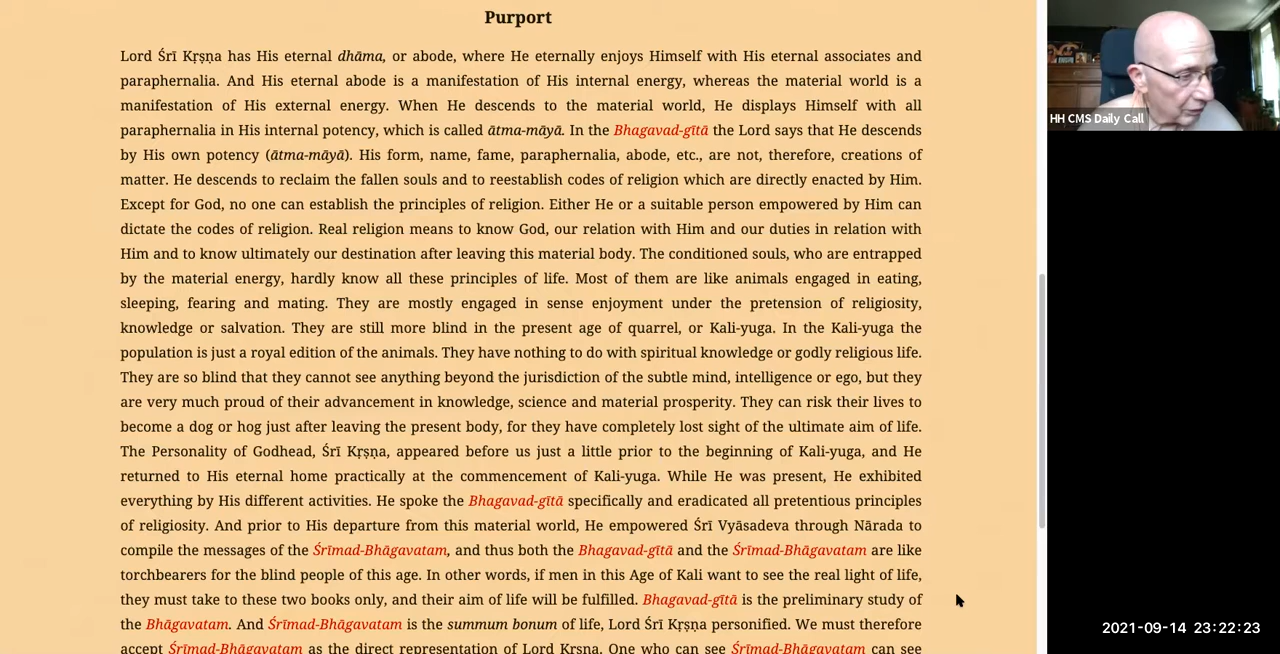 Purport
Lord Śrī Kṛṣṇa has His eternal dhāma, or abode, where He eternally enjoys Himself with His eternal associates and
paraphernalia. And His eternal abode is a manifestation of His internal energy, whereas the material world is a
manifestation of His external energy. When He descends to the material world, He displays Himself with all
paraphernalia in His internal potency, which is called ātma-māyā. In the Bhagavad-gītā the Lord says that He descends
by His own potency (ātma-māyā). His form, name, fame, paraphernalia, abode, etc., are not, therefore, creations of
matter. He descends to reclaim the fallen souls and to reestablish codes of religion which are directly enacted by Him.
Except for God, no one can establish the principles of religion. Either He or a suitable person empowered by Him can
dictate the codes of religion. Real religion means to know God, our relation with Him and our duties in relation with
Him and to know ultimately our destination after leaving this material body. The conditioned souls, who are entrapped
by the material energy, hardly know all these principles of life. Most of them are like animals engaged in eating,
sleeping, fearing and mating. They are mostly engaged in sense enjoyment under the pretension of religiosity,
knowledge or salvation. They are still more blind in the present age of quarrel, or Kali-yuga. In the Kali-yuga the
population is just a royal edition of the animals. They have nothing to do with spiritual knowledge or godly religious life.
They are so blind that they cannot see anything beyond the jurisdiction of the subtle mind, intelligence or ego, but they
are very much proud of their advancement in knowledge, science and material prosperity. They can risk their lives to
become a dog or hog just after leaving the present body, for they have completely lost sight of the ultimate aim of life.
The Personality of Godhead, Śrī Kṛṣṇa, appeared before us just a little prior to the beginning of Kali-yuga, and He
returned to His eternal home practically at the commencement of Kali-yuga. While He was present, He exhibited
everything by His different activities. He spoke the Bhagavad-gītā specifically and eradicated all pretentious principles
of religiosity. And prior to His departure from this material world, He empowered Śrī Vyāsadeva through Nārada to
compile the messages of the Śrīmad-Bhāgavatam, and thus both the Bhagavad-gītā and the Śrīmad-Bhāgavatam are like
torchbearers for the blind people of this age. In other words, if men in this Age of Kali want to see the real light of life,
they must take to these two books only, and their aim of life will be fulfilled. Bhagavad-gītā is the preliminary study of
the Bhāgavatam. And Śrīmad-Bhāgavatam is the summum bonum of life, Lord Śrī Kṛṣṇa personified. We must therefore
accept Śrīmad-Bhāgavatam as the direct representation of Lord Kṛṣṇa. One who can see Śrīmad-Bhāgavatam can see
HH CMS Daily Call
2021-09-14 23:22:23